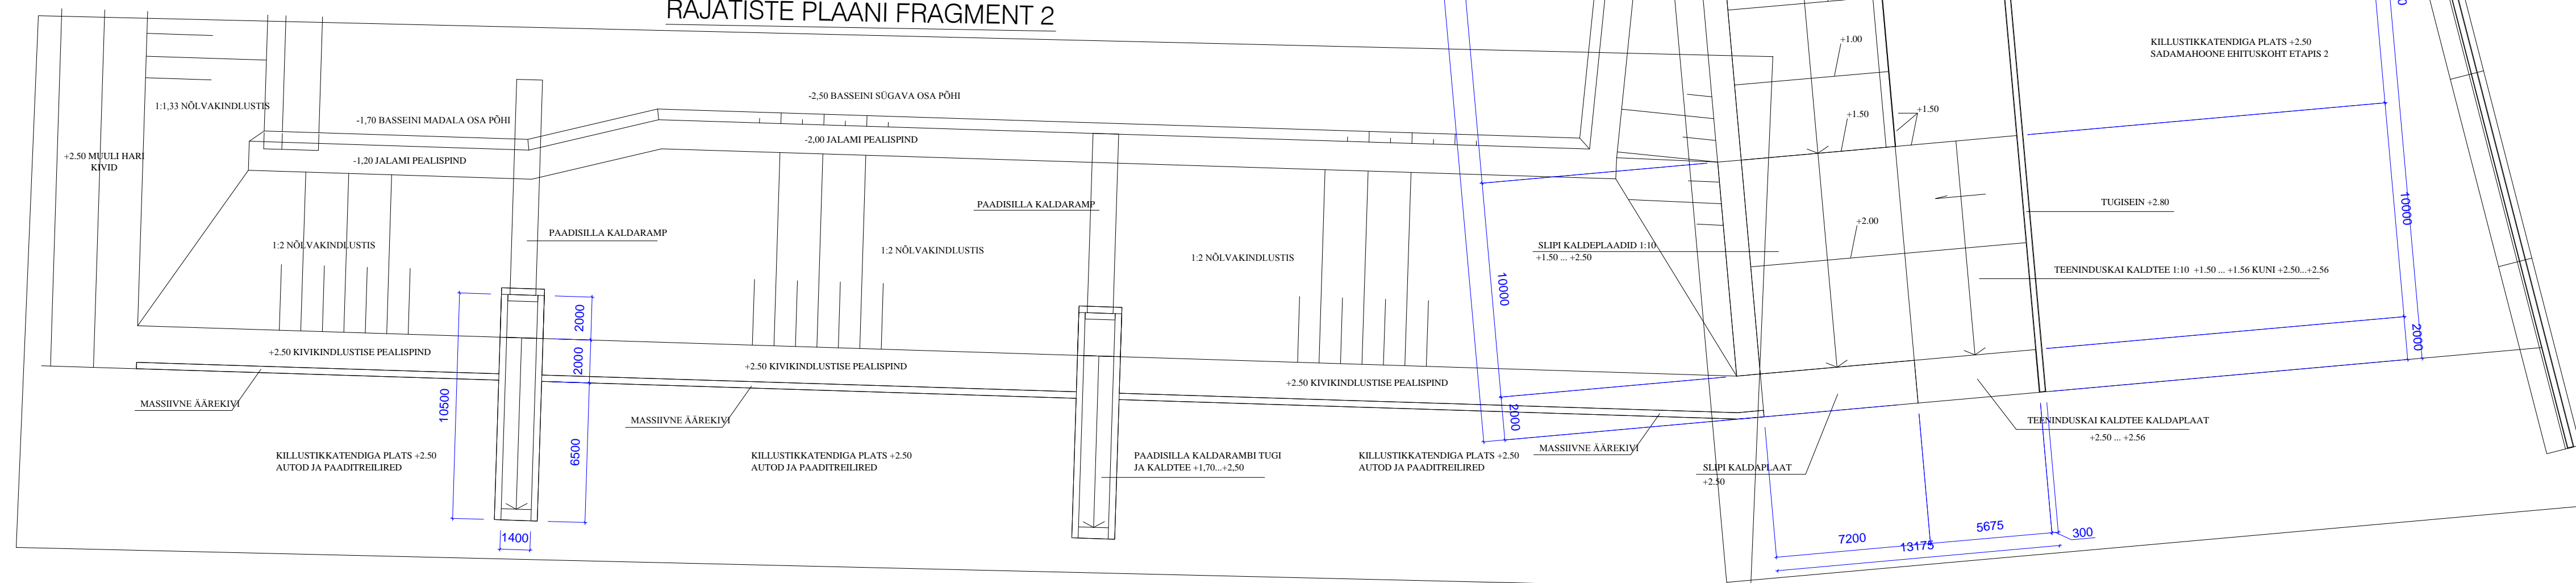 RAJATISTE PLAANI FRAGMENT 2
+1.00
KILLUSTIKKATENDIGA PLATS +2.50
SADAMAHOONE EHITUSKOHT ETAPIS 2
1:1,33 NÕLVAKINDLUSTIS
-1,70 BASSEINI MADALA OSA PÕHI
-2,50 BASSEINI SÜGAVA OSA PÕHI
+1.50
+1.50
+2.50 MUULI HARI
KIVID
-1,20 JALAMI PEALISPIND
-2,00 JALAMI PEALISPIND
PAADISILLA KALDARAMP
PAADISILLA KALDARAMP
TUGISEIN +2.80
10000
+2.00
1:2 NÕLVAKINDLUSTIS
1:2 NÕLVAKINDLUSTIS
1:2 NÕLVAKINDLUSTIS
SLIPI KALDEPLAADID 1:10
+1.50 ... +2.50
TEENINDUSKAI KALDTEE 1:10 +1.50 ... +1.56 KUNI +2.50...+2.56
10000
2000
2000
2000
+2.50 KIVIKINDLUSTISE PEALISPIND
+2.50 KIVIKINDLUSTISE PEALISPIND
+2.50 KIVIKINDLUSTISE PEALISPIND
10500
2000
MASSIIVNE ÄÄREKIVI
MASSIIVNE ÄÄREKIVI
MASSIIVNE ÄÄREKIVI
TEENINDUSKAI KALDTEE KALDAPLAAT
+2.50 ... +2.56
6500
KILLUSTIKKATENDIGA PLATS +2.50
AUTOD JA PAADITREILIRED
KILLUSTIKKATENDIGA PLATS +2.50
AUTOD JA PAADITREILIRED
PAADISILLA KALDARAMBI TUGI
JA KALDTEE +1,70...+2,50
KILLUSTIKKATENDIGA PLATS +2.50
AUTOD JA PAADITREILIRED
SLIPI KALDAPLAAT
+2.50
1400
7200
5675
300
13175